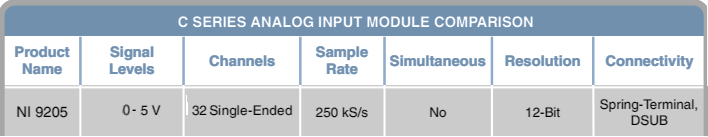 C SERIES ANALOG INPUT MODULE COMPARISON
Product Name Signal Levels Channels Sample Rate Simultaneous Resolution Connectivity
NI 9205 0- 5 V 32 Single-Ended 250 kS/s No 12-Bit Spring-Terminal, DSUB